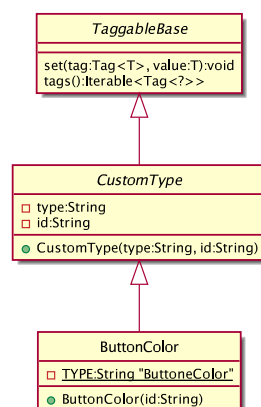 TaggableBase
set(tag:Tag<T>, value:T):void
tags():Iterable<Tag<?>>
CustomType
type:String
id:String
CustomType(type:String, id:String)
ButtonColor
TYPE:String "ButtoneColor"
ButtonColor(id:String)